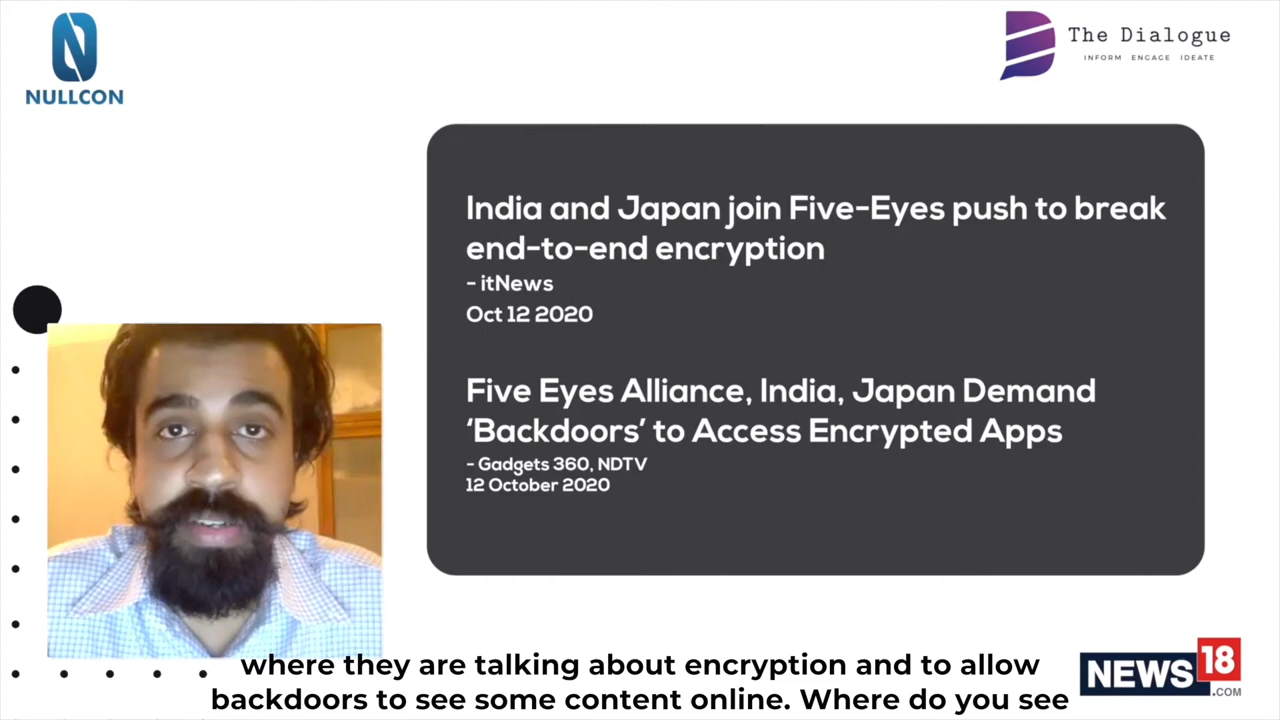 NULLCON
The Dialogue
INFORM ENGAGE IDEATE
India and Japan join Five-Eyes push to break
end-to-end encryption
- itNews
Oct 12 2020
Five Eyes Alliance, India, Japan Demand
‘Backdoors’ to Access Encrypted Apps
- Gadgets 360, NDTV
12 October 2020
where they are talking about encryption and to allow
backdoors to see some content online. Where do you see
NEWS18
.COM